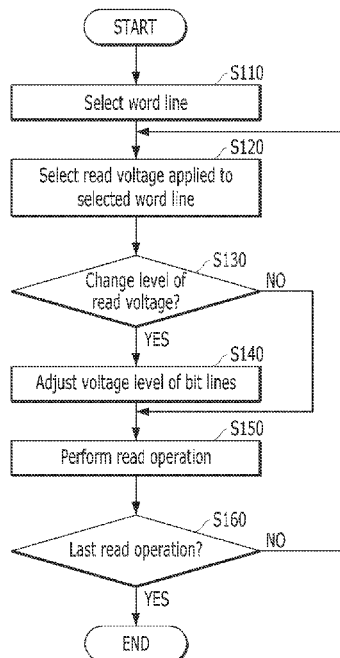 START
S110
Select word line
S120
Select read voltage applied to
selected word line
S130
Change level of
read voltage?
NO
YES
S140
Adjust voltage level of bit lines
S150
Perform read operation
S160
Last read operation?
NO
YES
END